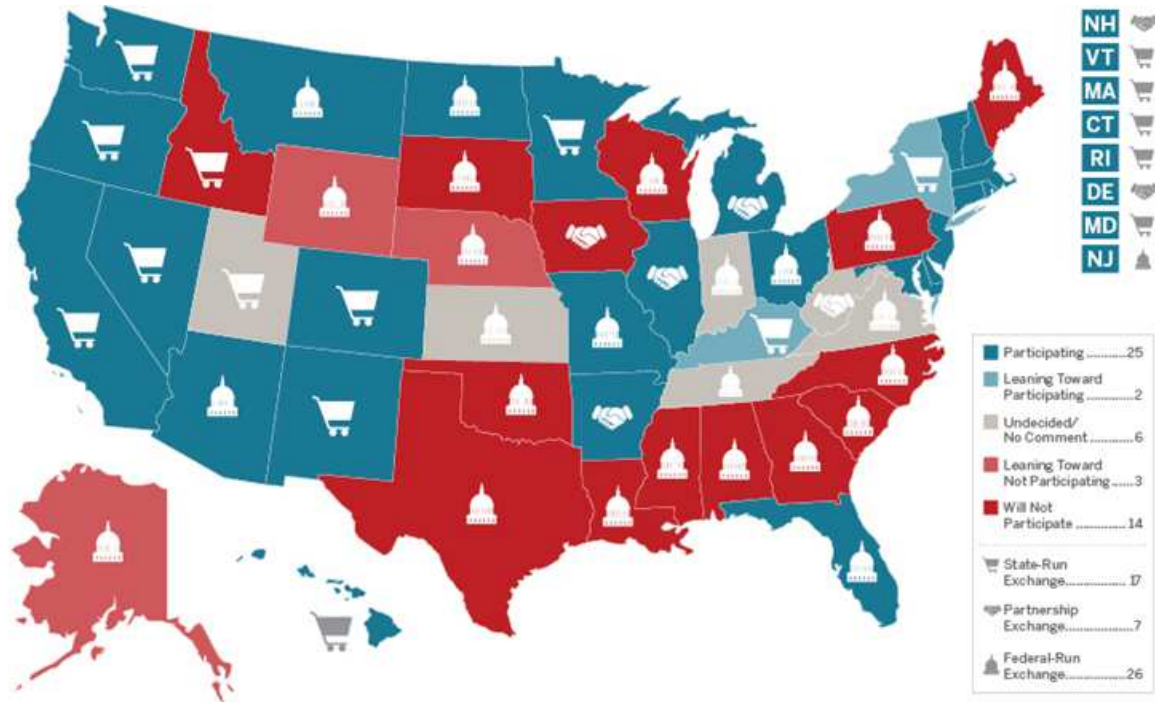 NH
VT
MA
CT
RI
DE
MD
NJ
Participating ..........25
Leaning Toward
Participating ..............2
Undecided/
No Comment ...........6
Leaning Toward
Not Participating ......3
Will Not
Participate ..............14
State-Run
Exchange................17
Partnership
Exchange..................7
Federal-Run
Exchange...............26